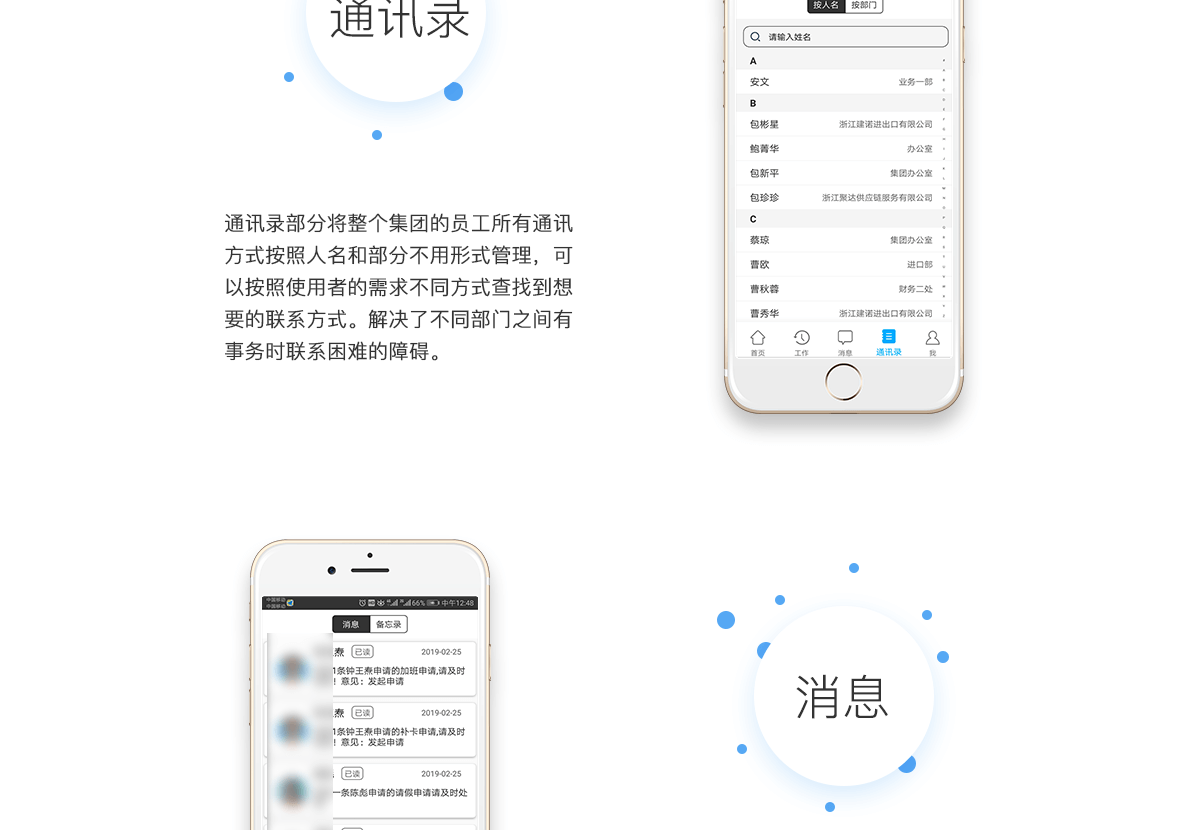 通讯录
通讯录部分将整个集团的员工所有通讯
方式按照人名和部分不用形式管理，可
以按照使用者的需求不同方式查找到想
要的联系方式。解决了不同部门之间有
事务时联系困难的障碍。
按人名 按部门
请输入姓名
A
安文 业务一部
B
包彬星 浙江建诺进出口有限公司
鲍菁华 办公室
包新平 集团办公室
包珍珍 浙江聚达供应链服务有限公司
C
蔡琼 集团办公室
曹欧 进口部
曹秋蓉 财务二处
曹秀华 浙江建诺进出口有限公司
首页 工作 消息 通讯录 我
中国移动
中国移动
66% 中午12:48
消息 备忘录
焘 已读 2019-02-25
1条钟王焘申请的加班申请,请及时
！意见：发起申请
焘 已读 2019-02-25
1条钟王焘申请的补卡申请,请及时
！意见：发起申请
已读 2019-02-25
一条陈彪申请的请假申请请及时处
消息